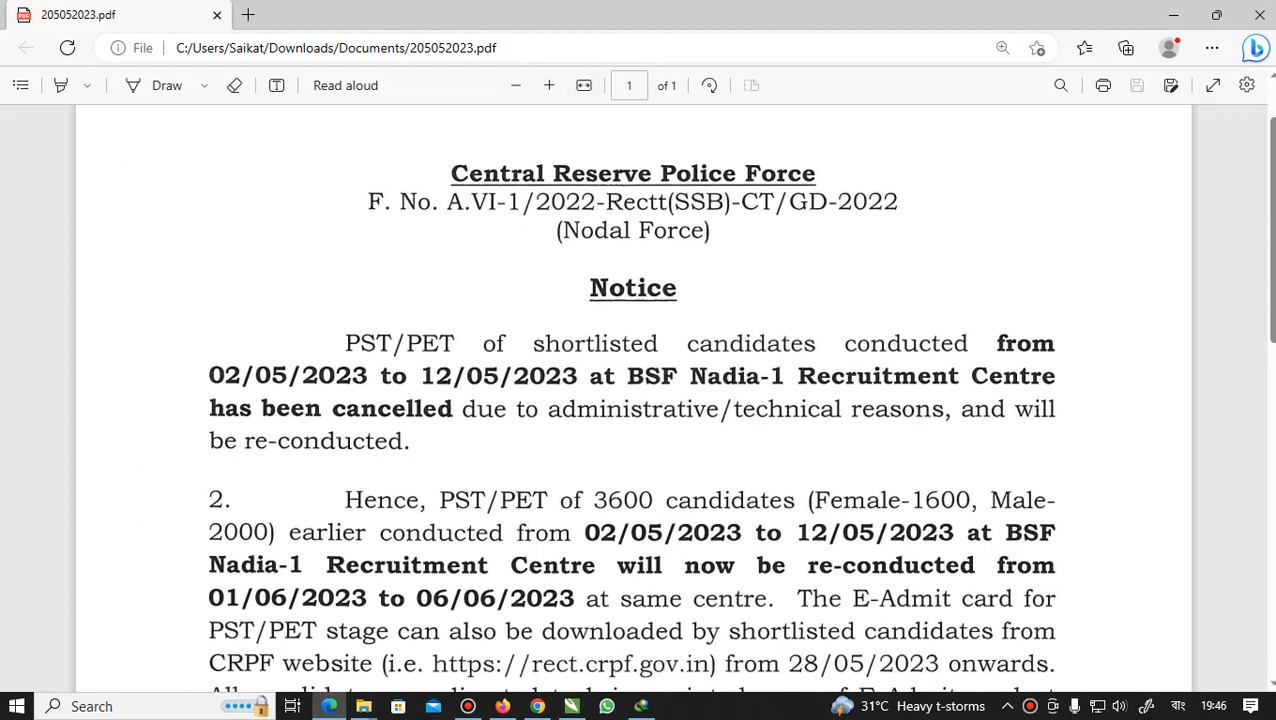 205052023.pdf
File C:/Users/Saikat/Downloads/Documents/205052023.pdf
Draw Read aloud 1 of 1
Central Reserve Police Force
F. No. A.VI-1/2022-Rectt(SSB)-CT/GD-2022
(Nodal Force)
Notice
PST/PET of shortlisted candidates conducted from
02/05/2023 to 12/05/2023 at BSF Nadia-1 Recruitment Centre
has been cancelled due to administrative/technical reasons, and will
be re-conducted.
2. Hence, PST/PET of 3600 candidates (Female-1600, Male-
2000) earlier conducted from 02/05/2023 to 12/05/2023 at BSF
Nadia-1 Recruitment Centre will now be re-conducted from
01/06/2023 to 06/06/2023 at same centre. The E-Admit card for
PST/PET stage can also be downloaded by shortlisted candidates from
CRPF website (i.e. https://rect.crpf.gov.in) from 28/05/2023 onwards.
Search 31°C Heavy t-storms বাং 19:46